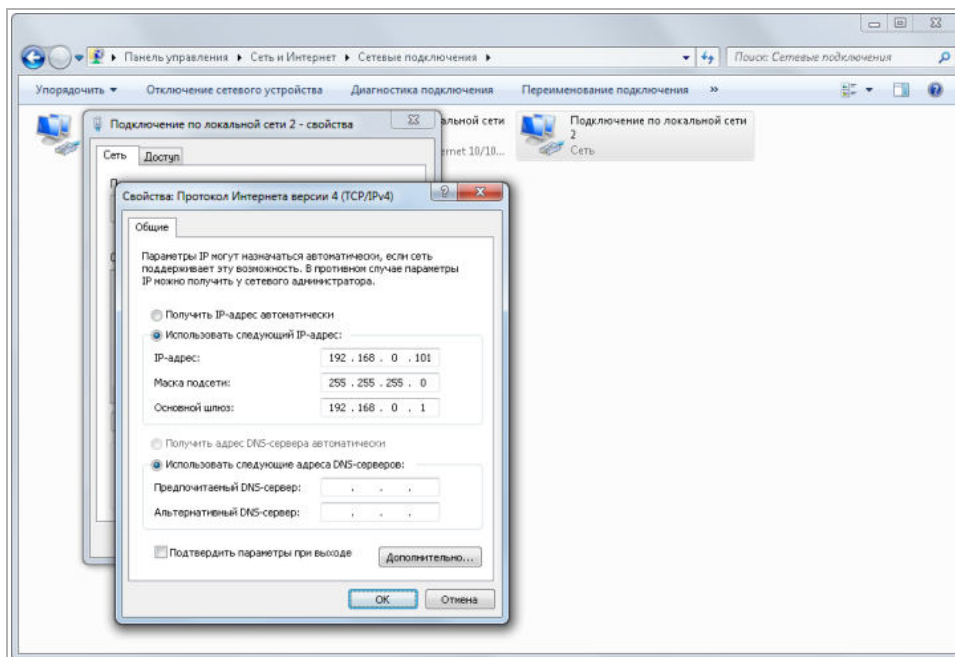 Панель управления ▸ Сеть и Интернет ▸ Сетевые подключения ▸
Поиск: Сетевые подключения
Упорядочить
Отключение сетевого устройства
Диагностика подключения
Переименование подключения
»
Подключение по локальной сети 2 - свойства
альной сети
ernet 10/10...
Подключение по локальной сети
2
Сеть
Сеть
Доступ
Свойства: Протокол Интернета версии 4 (TCP/IPv4)
Общие
Параметры IP могут назначаться автоматически, если сеть
поддерживает эту возможность. В противном случае параметры
IP можно получить у сетевого администратора.
Получить IP-адрес автоматически
Использовать следующий IP-адрес:
IP-адрес: 192 . 168 . 0 . 101
Маска подсети: 255 . 255 . 255 . 0
Основной шлюз: 192 . 168 . 0 . 1
Получить адрес DNS-сервера автоматически
Использовать следующие адреса DNS-серверов:
Предпочитаемый DNS-сервер: . . .
Альтернативный DNS-сервер: . . .
Подтвердить параметры при выходе
Дополнительно...
OK
Отмена